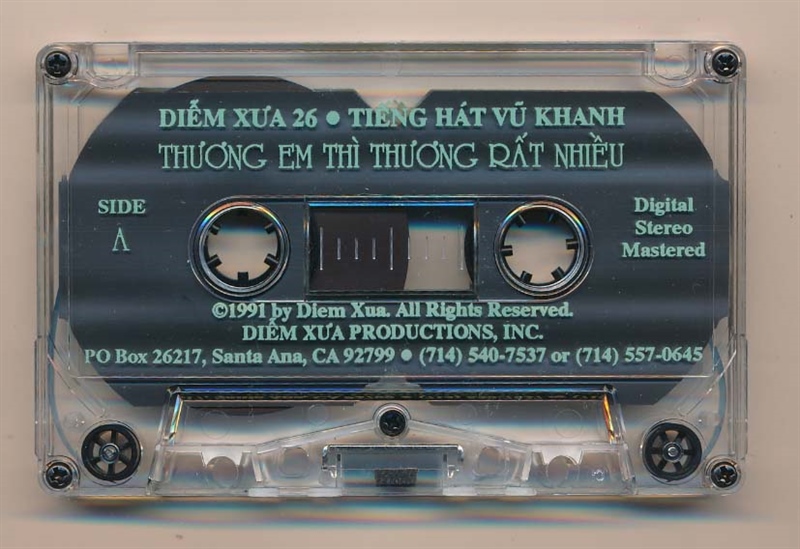 DIỄM XƯA 26 ● TIẾNG HÁT VŨ KHANH
THƯƠNG EM THÌ THƯƠNG RẤT NHIỀU
SIDE
A
Digital
Stereo
Mastered
©1991 by Diem Xua. All Rights Reserved.
DIỄM XƯA PRODUCTIONS, INC.
PO Box 26217, Santa Ana, CA 92799 ● (714) 540-7537 or (714) 557-0645